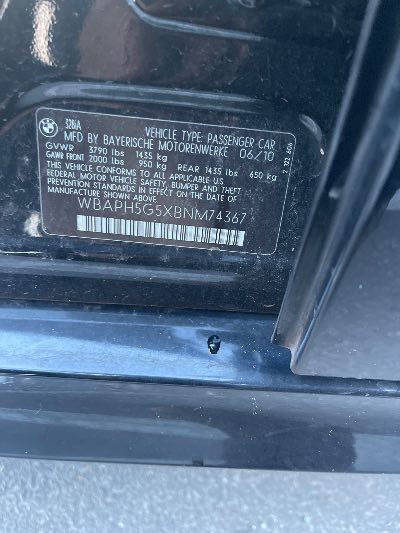 328iA VEHICLE TYPE: PASSENGER CAR
MFD BY BAYERISCHE MOTORENWERKE 06/10
GVWR 3790 lbs 1435 kg
GAWR FRONT 2000 lbs 950 kg REAR 1435 lbs 650 kg
THIS VEHICLE CONFORMS TO ALL APPLICABLE US
FEDERAL MOTOR VEHICLE SAFETY, BUMPER AND THEFT
PREVENTION STANDARDS IN EFFECT ON THE DATE
OF MANUFACTURE SHOWN ABOVE.
WBAPH5G5XBNM74367